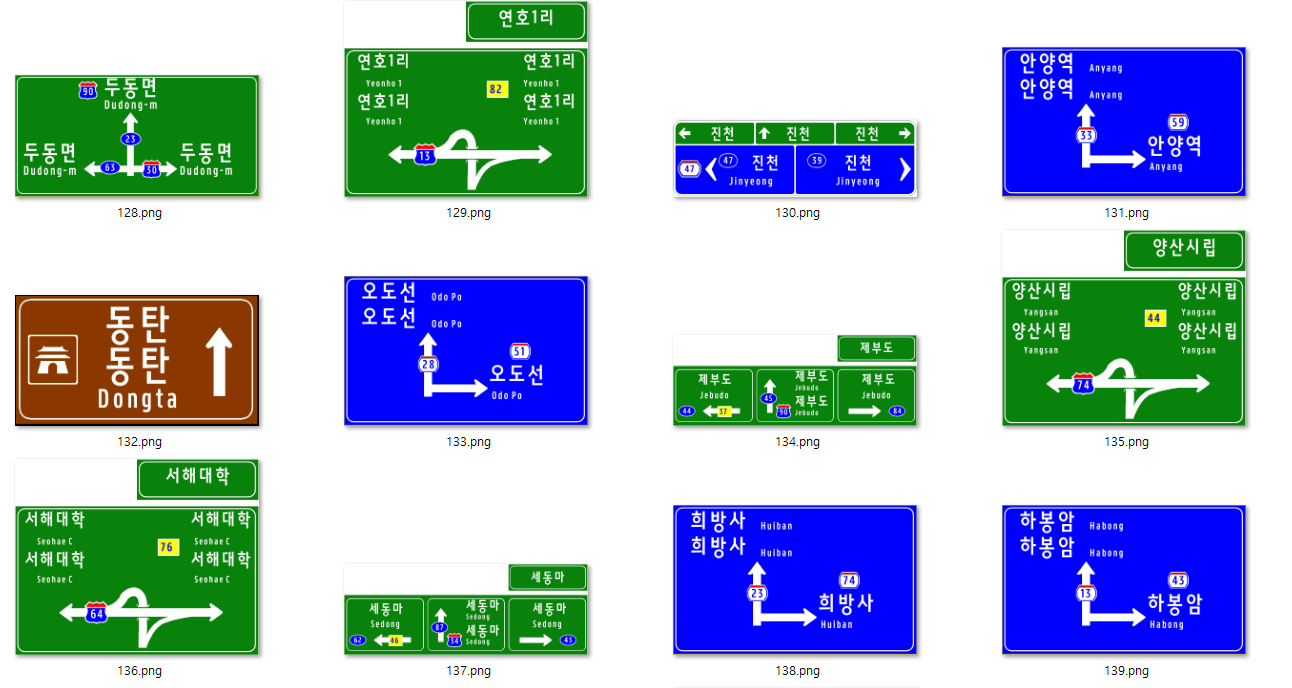 90 두동면
Dudong-m
23
두동면 두동면
Dudong-m 63 30 Dudong-m
128.png
연호1리
연호1리 연호1리
Yeonho 1 82 Yeonho 1
연호1리 연호1리
Yeonho 1 Yeonho 1
13
129.png
진천 진천 진천
47 47 진천 39 진천
Jinyeong Jinyeong
130.png
안양역 Anyang
안양역 Anyang
33 59
안양역
Anyang
131.png
동탄
동탄
Dongta
132.png
오도선 Odo Po
오도선 Odo Po
28 51
오도선
Odo Po
133.png
제부도
제부도 제부도 제부도
Jebudo Jebudo Jebudo
45 제부도
44 37 90 Jebudo 84
134.png
양산시립
양산시립 양산시립
Yangsan 44 Yangsan
양산시립 양산시립
Yangsan Yangsan
74
135.png
서해대학
서해대학 서해대학
Seohae C 76 Seohae C
서해대학 서해대학
Seohae C Seohae C
64
136.png
세동마
세동마 세동마 세동마
Sedong Sedong Sedong
87 세동마
62 46 34 Sedong 43
137.png
희방사 Huiban
희방사 Huiban
23 74
희방사
Huiban
138.png
하봉암 Habong
하봉암 Habong
13 43
하봉암
Habong
139.png